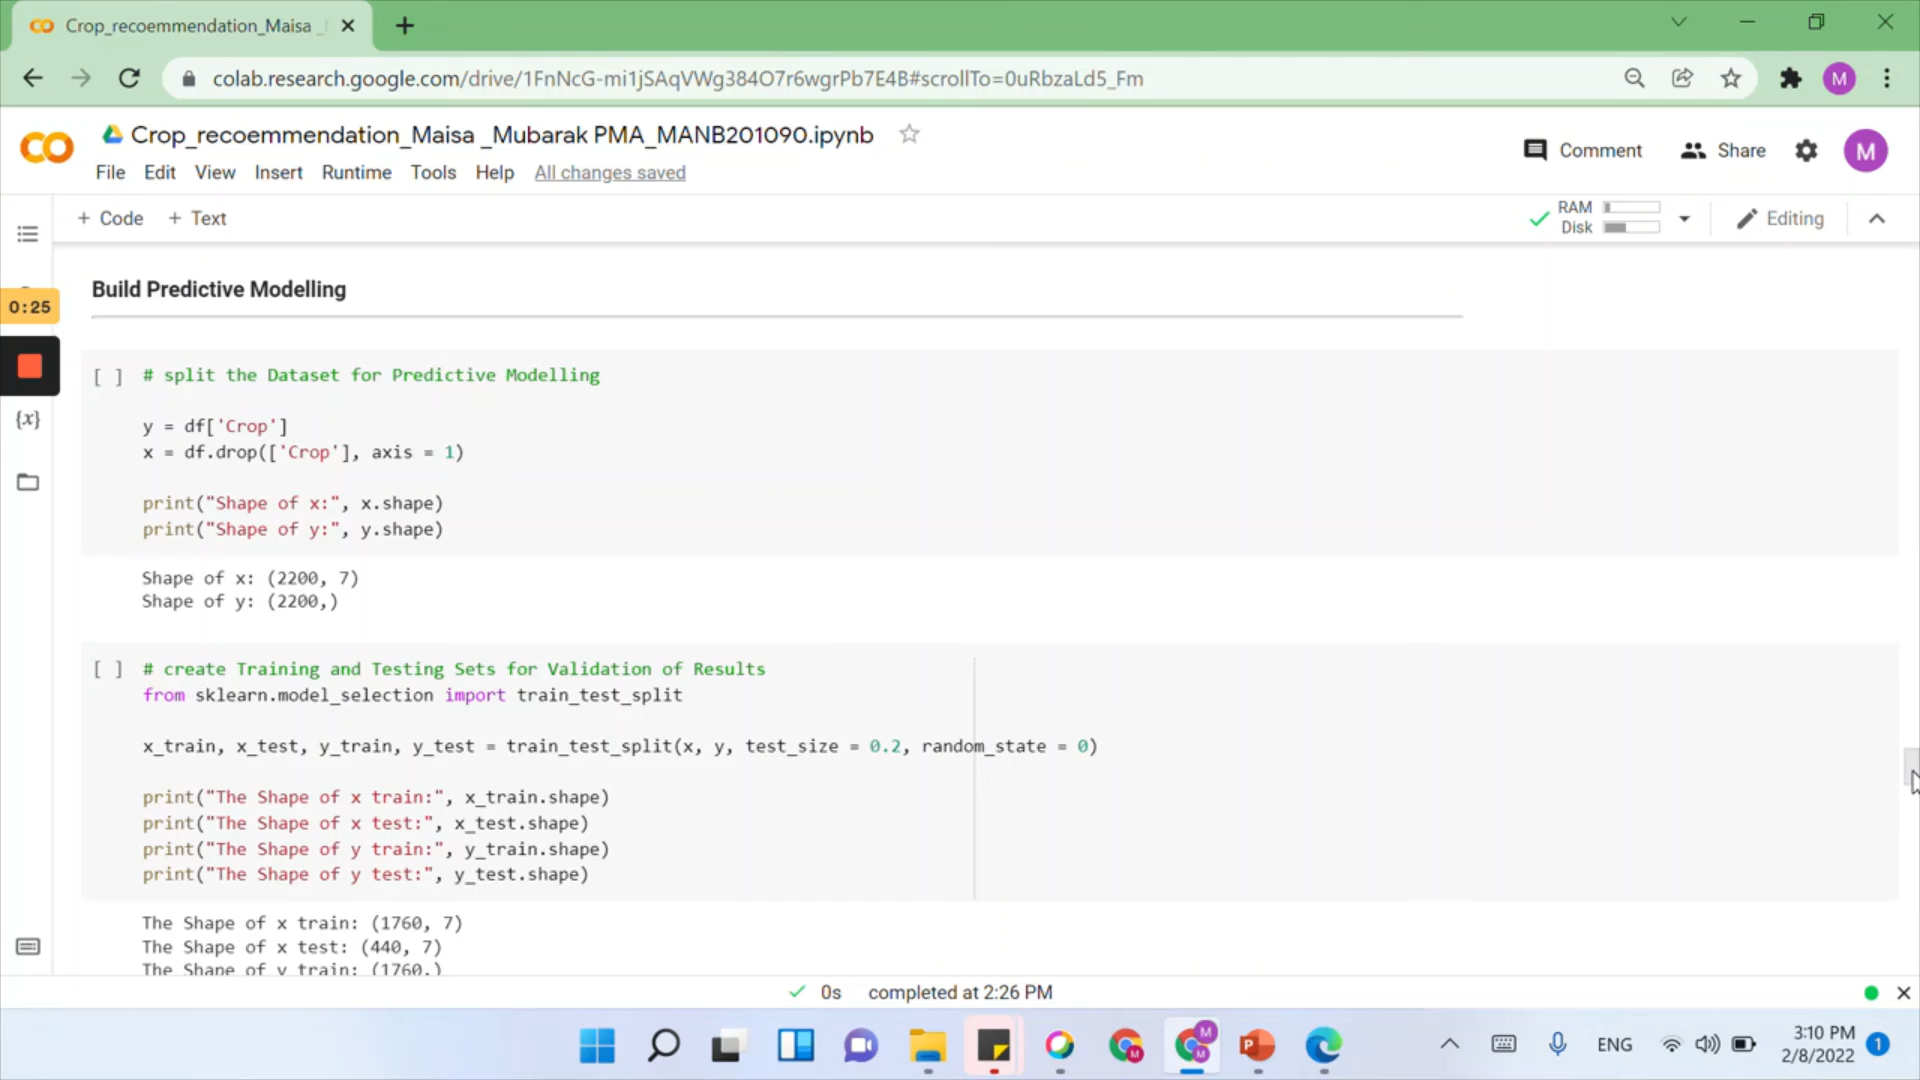 Crop_recoemmendation_Maisa _
colab.research.google.com/drive/1FnNcG-mi1jSAqVWg384O7r6wgrPb7E4B#scrollTo=0uRbzaLd5_Fm
M
Crop_recoemmendation_Maisa _Mubarak PMA_MANB201090.ipynb
Comment
Share
M
File Edit View Insert Runtime Tools Help All changes saved
+ Code + Text
RAM
Disk
Editing
Build Predictive Modelling
0:25
{x}
[ ] # split the Dataset for Predictive Modelling
y = df['Crop']
x = df.drop(['Crop'], axis = 1)
print("Shape of x:", x.shape)
print("Shape of y:", y.shape)
Shape of x: (2200, 7)
Shape of y: (2200,)
[ ] # create Training and Testing Sets for Validation of Results
from sklearn.model_selection import train_test_split
x_train, x_test, y_train, y_test = train_test_split(x, y, test_size = 0.2, random_state = 0)
print("The Shape of x train:", x_train.shape)
print("The Shape of x test:", x_test.shape)
print("The Shape of y train:", y_train.shape)
print("The Shape of y test:", y_test.shape)
The Shape of x train: (1760, 7)
The Shape of x test: (440, 7)
The Shape of y train: (1760,)
0s completed at 2:26 PM
M
M
M
P
ENG
3:10 PM
2/8/2022
1